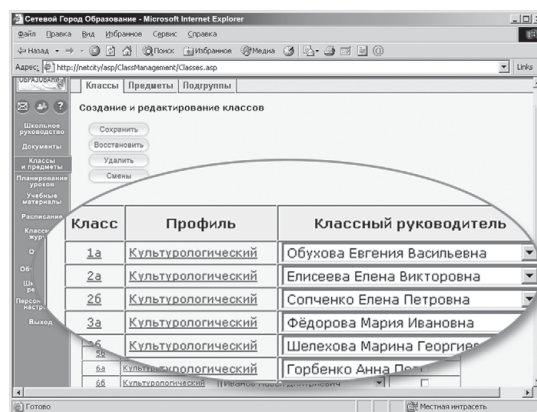 Сетевой Город Образование - Microsoft Internet Explorer
Файл Правка Вид Избранное Сервис Справка
Назад Поиск Избранное Медиа
Адрес: http://netcity/asp/ClassManagement/Classes.asp Links
Классы Предметы Подгруппы
Создание и редактирование классов
Сохранить
Восстановить
Удалить
Смены
Школьное
руководство
Документы
Классы
и предметы
Планирование
уроков
Учебные
материалы
Расписание
Выход
Класс Профиль Классный руководитель
1а Культурологический Обухова Евгения Васильевна
2а Культурологический Елисеева Елена Викторовна
2б Культурологический Сопченко Елена Петровна
3а Культурологический Фёдорова Мария Ивановна
Культурологический Шелехова Марина
5б
6а Культурологический Горбенко Анна
6б Культурологический
Готово Местная интрасеть